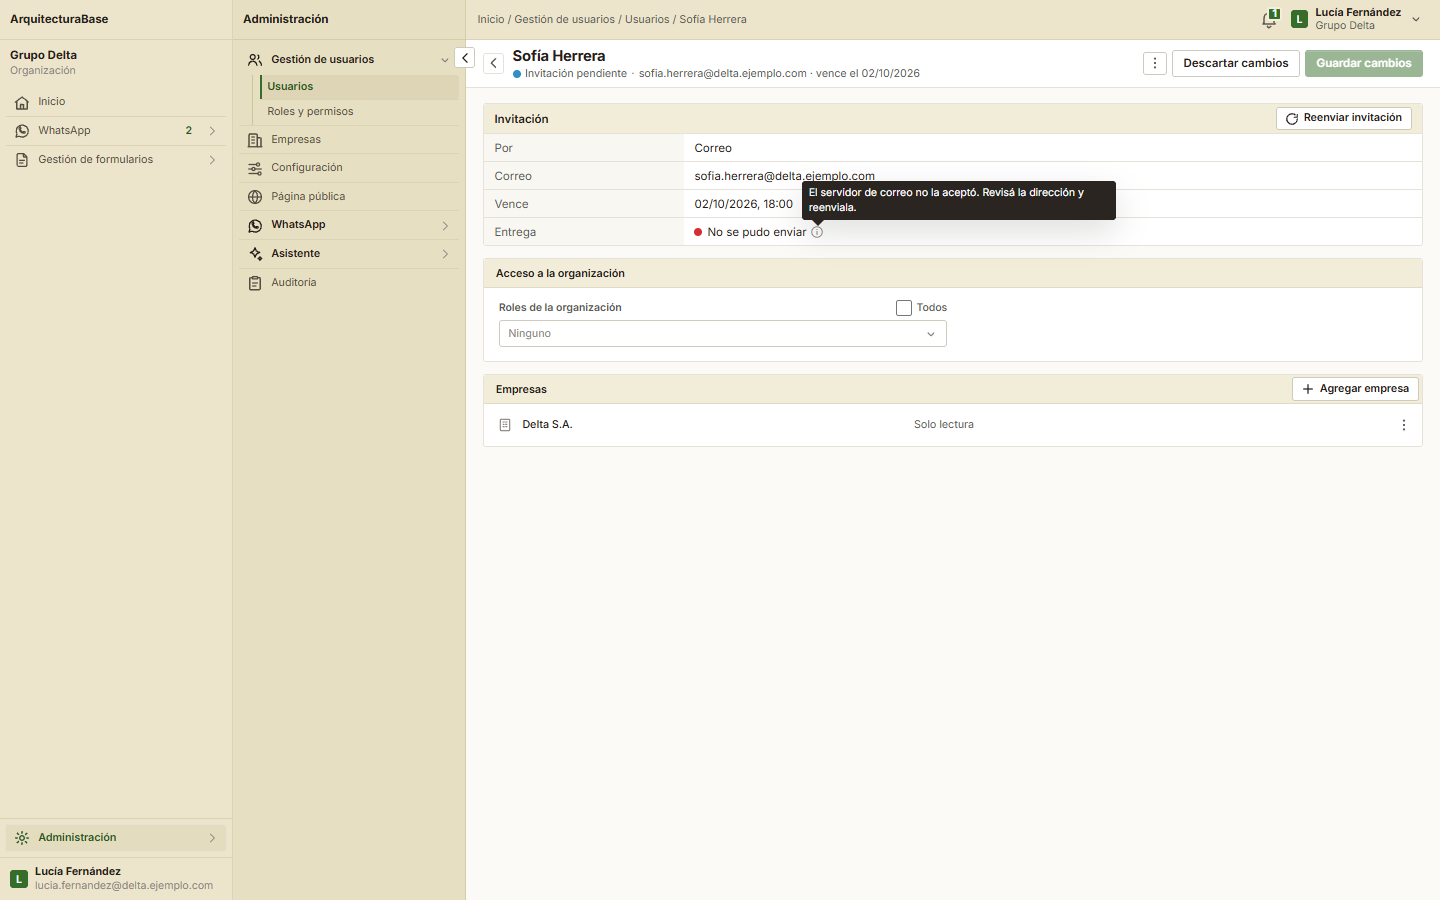 ArquitecturaBase
Grupo Delta
Organización
Inicio
WhatsApp 2
Gestión de formularios
Administración
L Lucía Fernández
lucia.fernandez@delta.ejemplo.com
Administración
Gestión de usuarios
Usuarios
Roles y permisos
Empresas
Configuración
Página pública
WhatsApp
Asistente
Auditoría
Inicio / Gestión de usuarios / Usuarios / Sofía Herrera
1
L Lucía Fernández
Grupo Delta
Sofía Herrera
Invitación pendiente · sofia.herrera@delta.ejemplo.com · vence el 02/10/2026
Descartar cambios
Guardar cambios
Invitación
Reenviar invitación
Por Correo
Correo sofia.herrera@delta.ejemplo.com
El servidor de correo no la aceptó. Revisá la dirección y
reenviala.
Vence 02/10/2026, 18:00
Entrega No se pudo enviar
Acceso a la organización
Roles de la organización Todos
Ninguno
Empresas
Agregar empresa
Delta S.A. Solo lectura